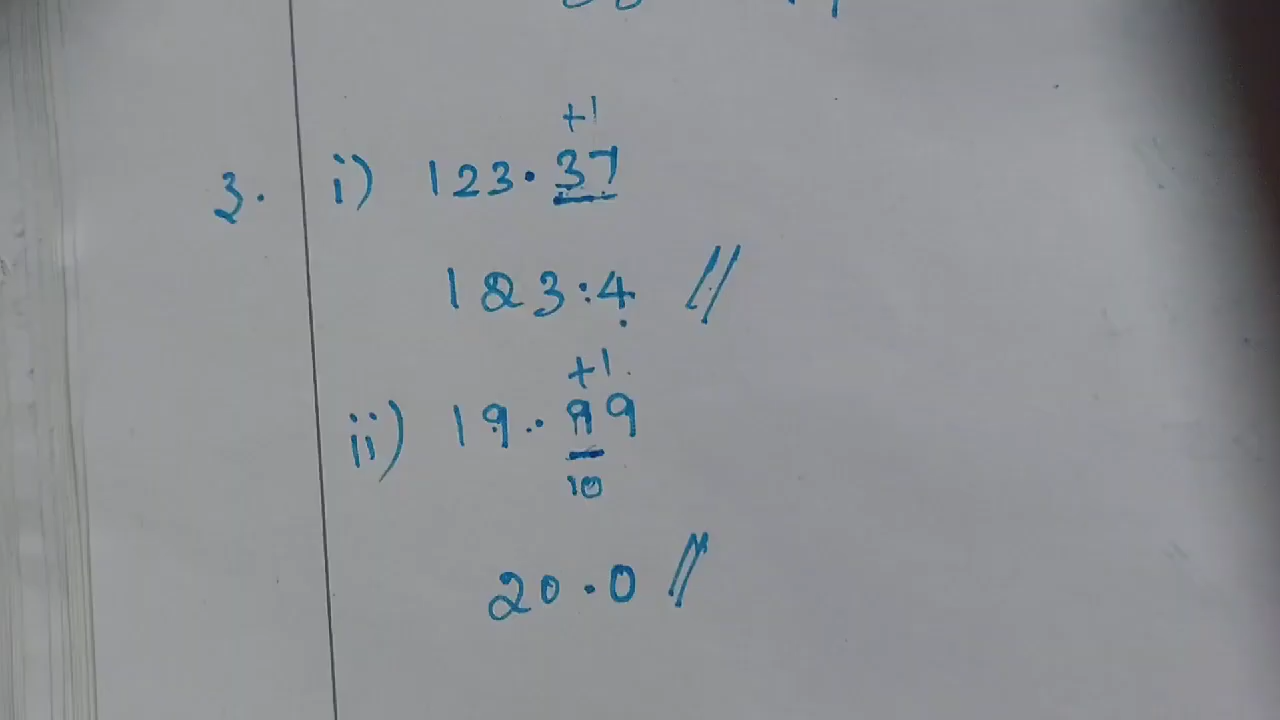 +1
3. i) 123.37
123.4 //
+1
ii) 19.99
10
20.0 //